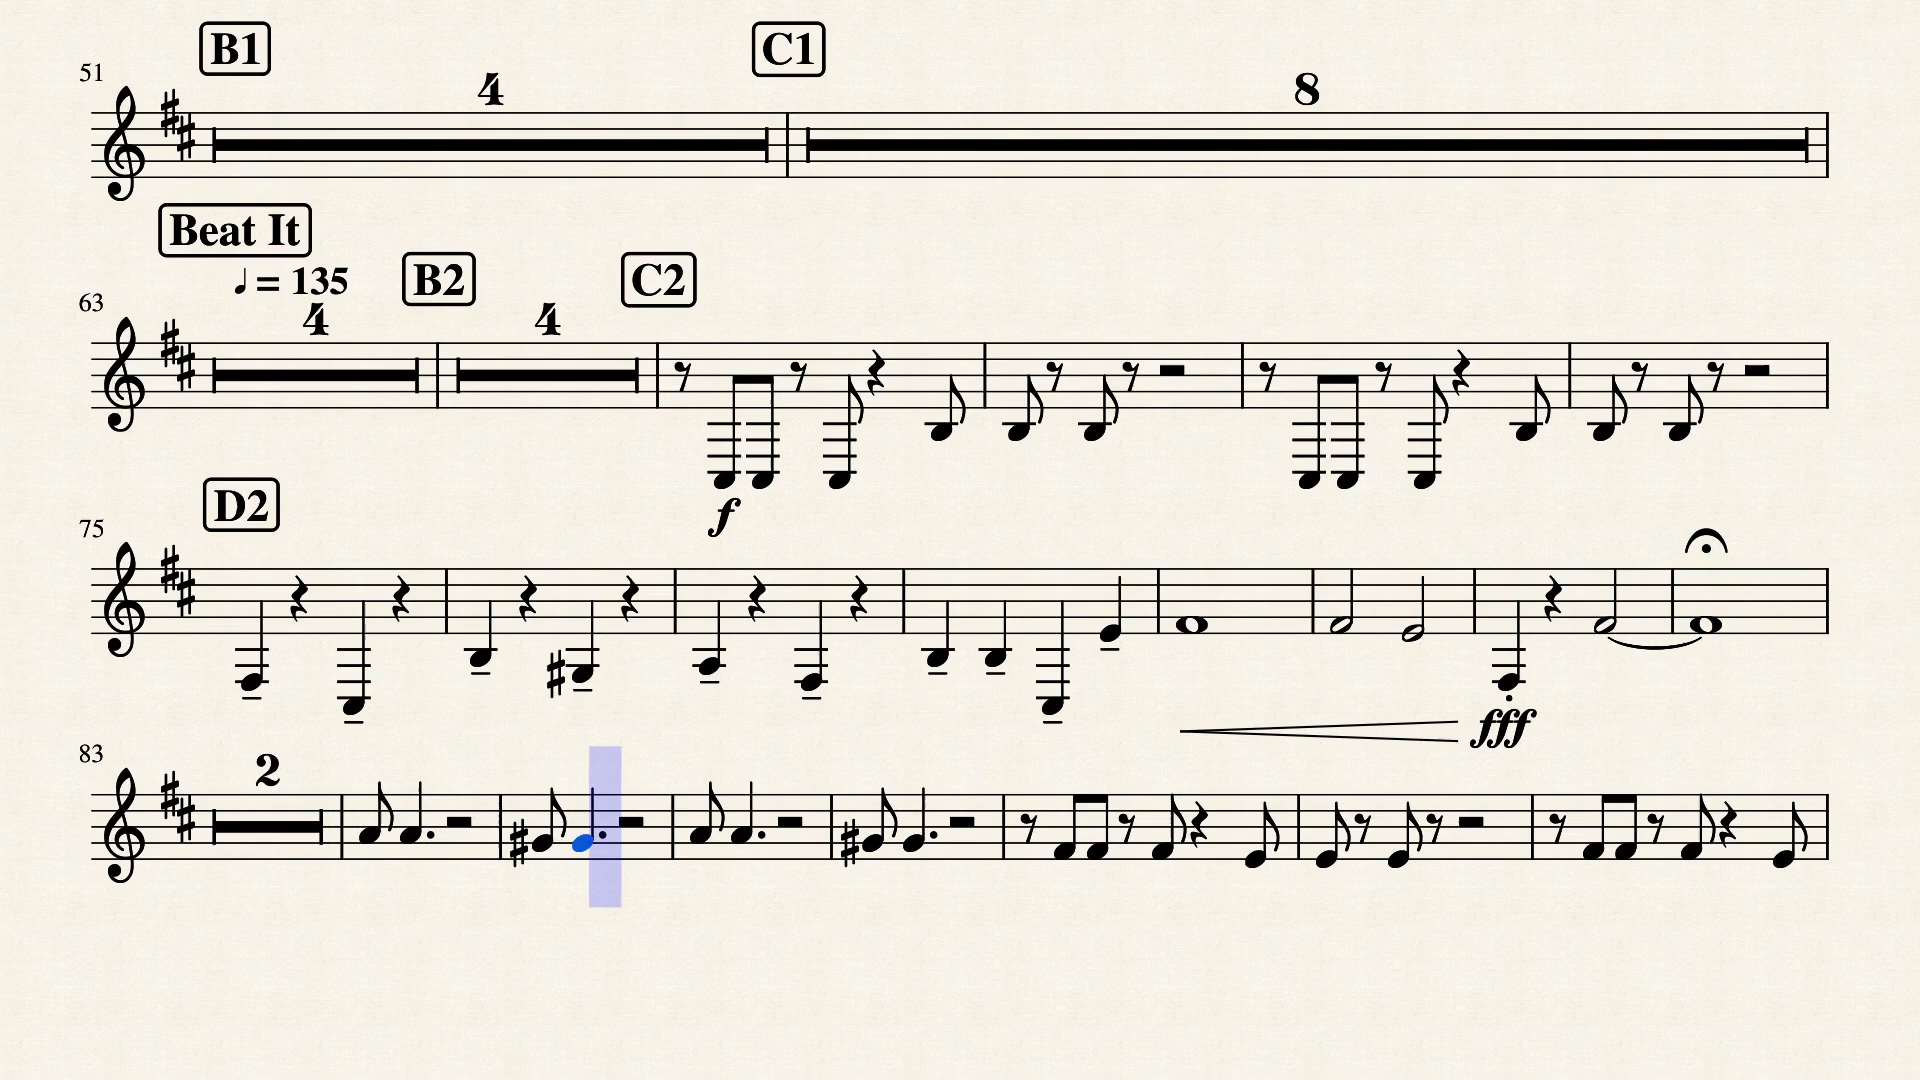 B1 C1
51 4 8
Beat It
♩ = 135 B2 C2
63 4 4
f
D2
75
fff
83 2